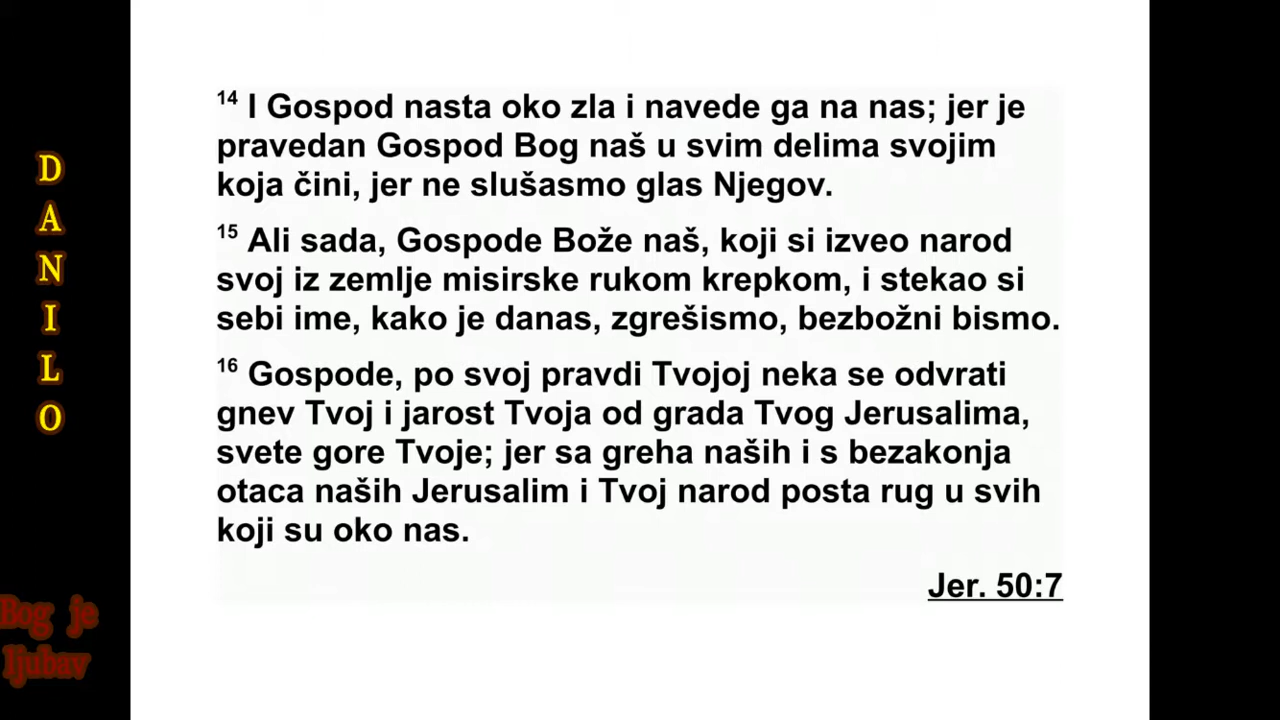 DANILO
Bog je
ljubav
14 I Gospod nasta oko zla i navede ga na nas; jer je
pravedan Gospod Bog naš u svim delima svojim
koja čini, jer ne slušasmo glas Njegov.
15 Ali sada, Gospode Bože naš, koji si izveo narod
svoj iz zemlje misirske rukom krepkom, i stekao si
sebi ime, kako je danas, zgrešismo, bezbožni bismo.
16 Gospode, po svoj pravdi Tvojoj neka se odvrati
gnev Tvoj i jarost Tvoja od grada Tvog Jerusalima,
svete gore Tvoje; jer sa greha naših i s bezakonja
otaca naših Jerusalim i Tvoj narod posta rug u svih
koji su oko nas.
Jer. 50:7